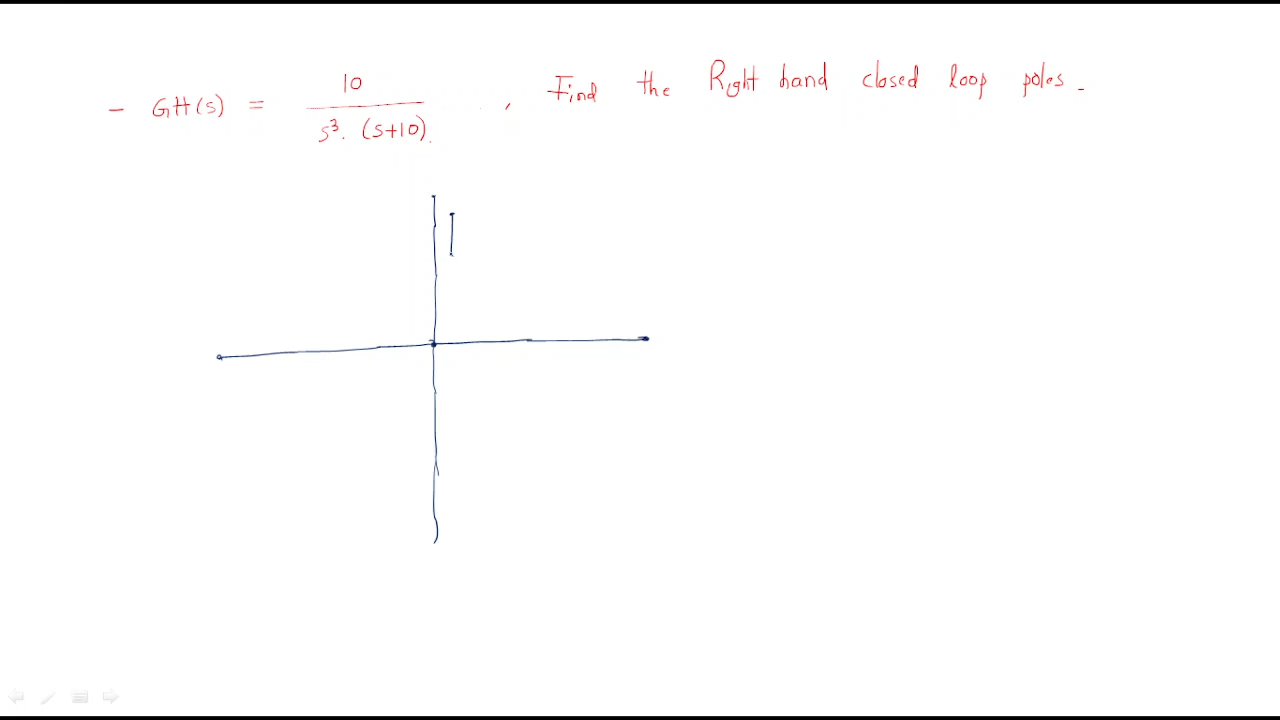 - GH(s) = 10 / s³. (s+10) , Find the Right hand closed loop poles.